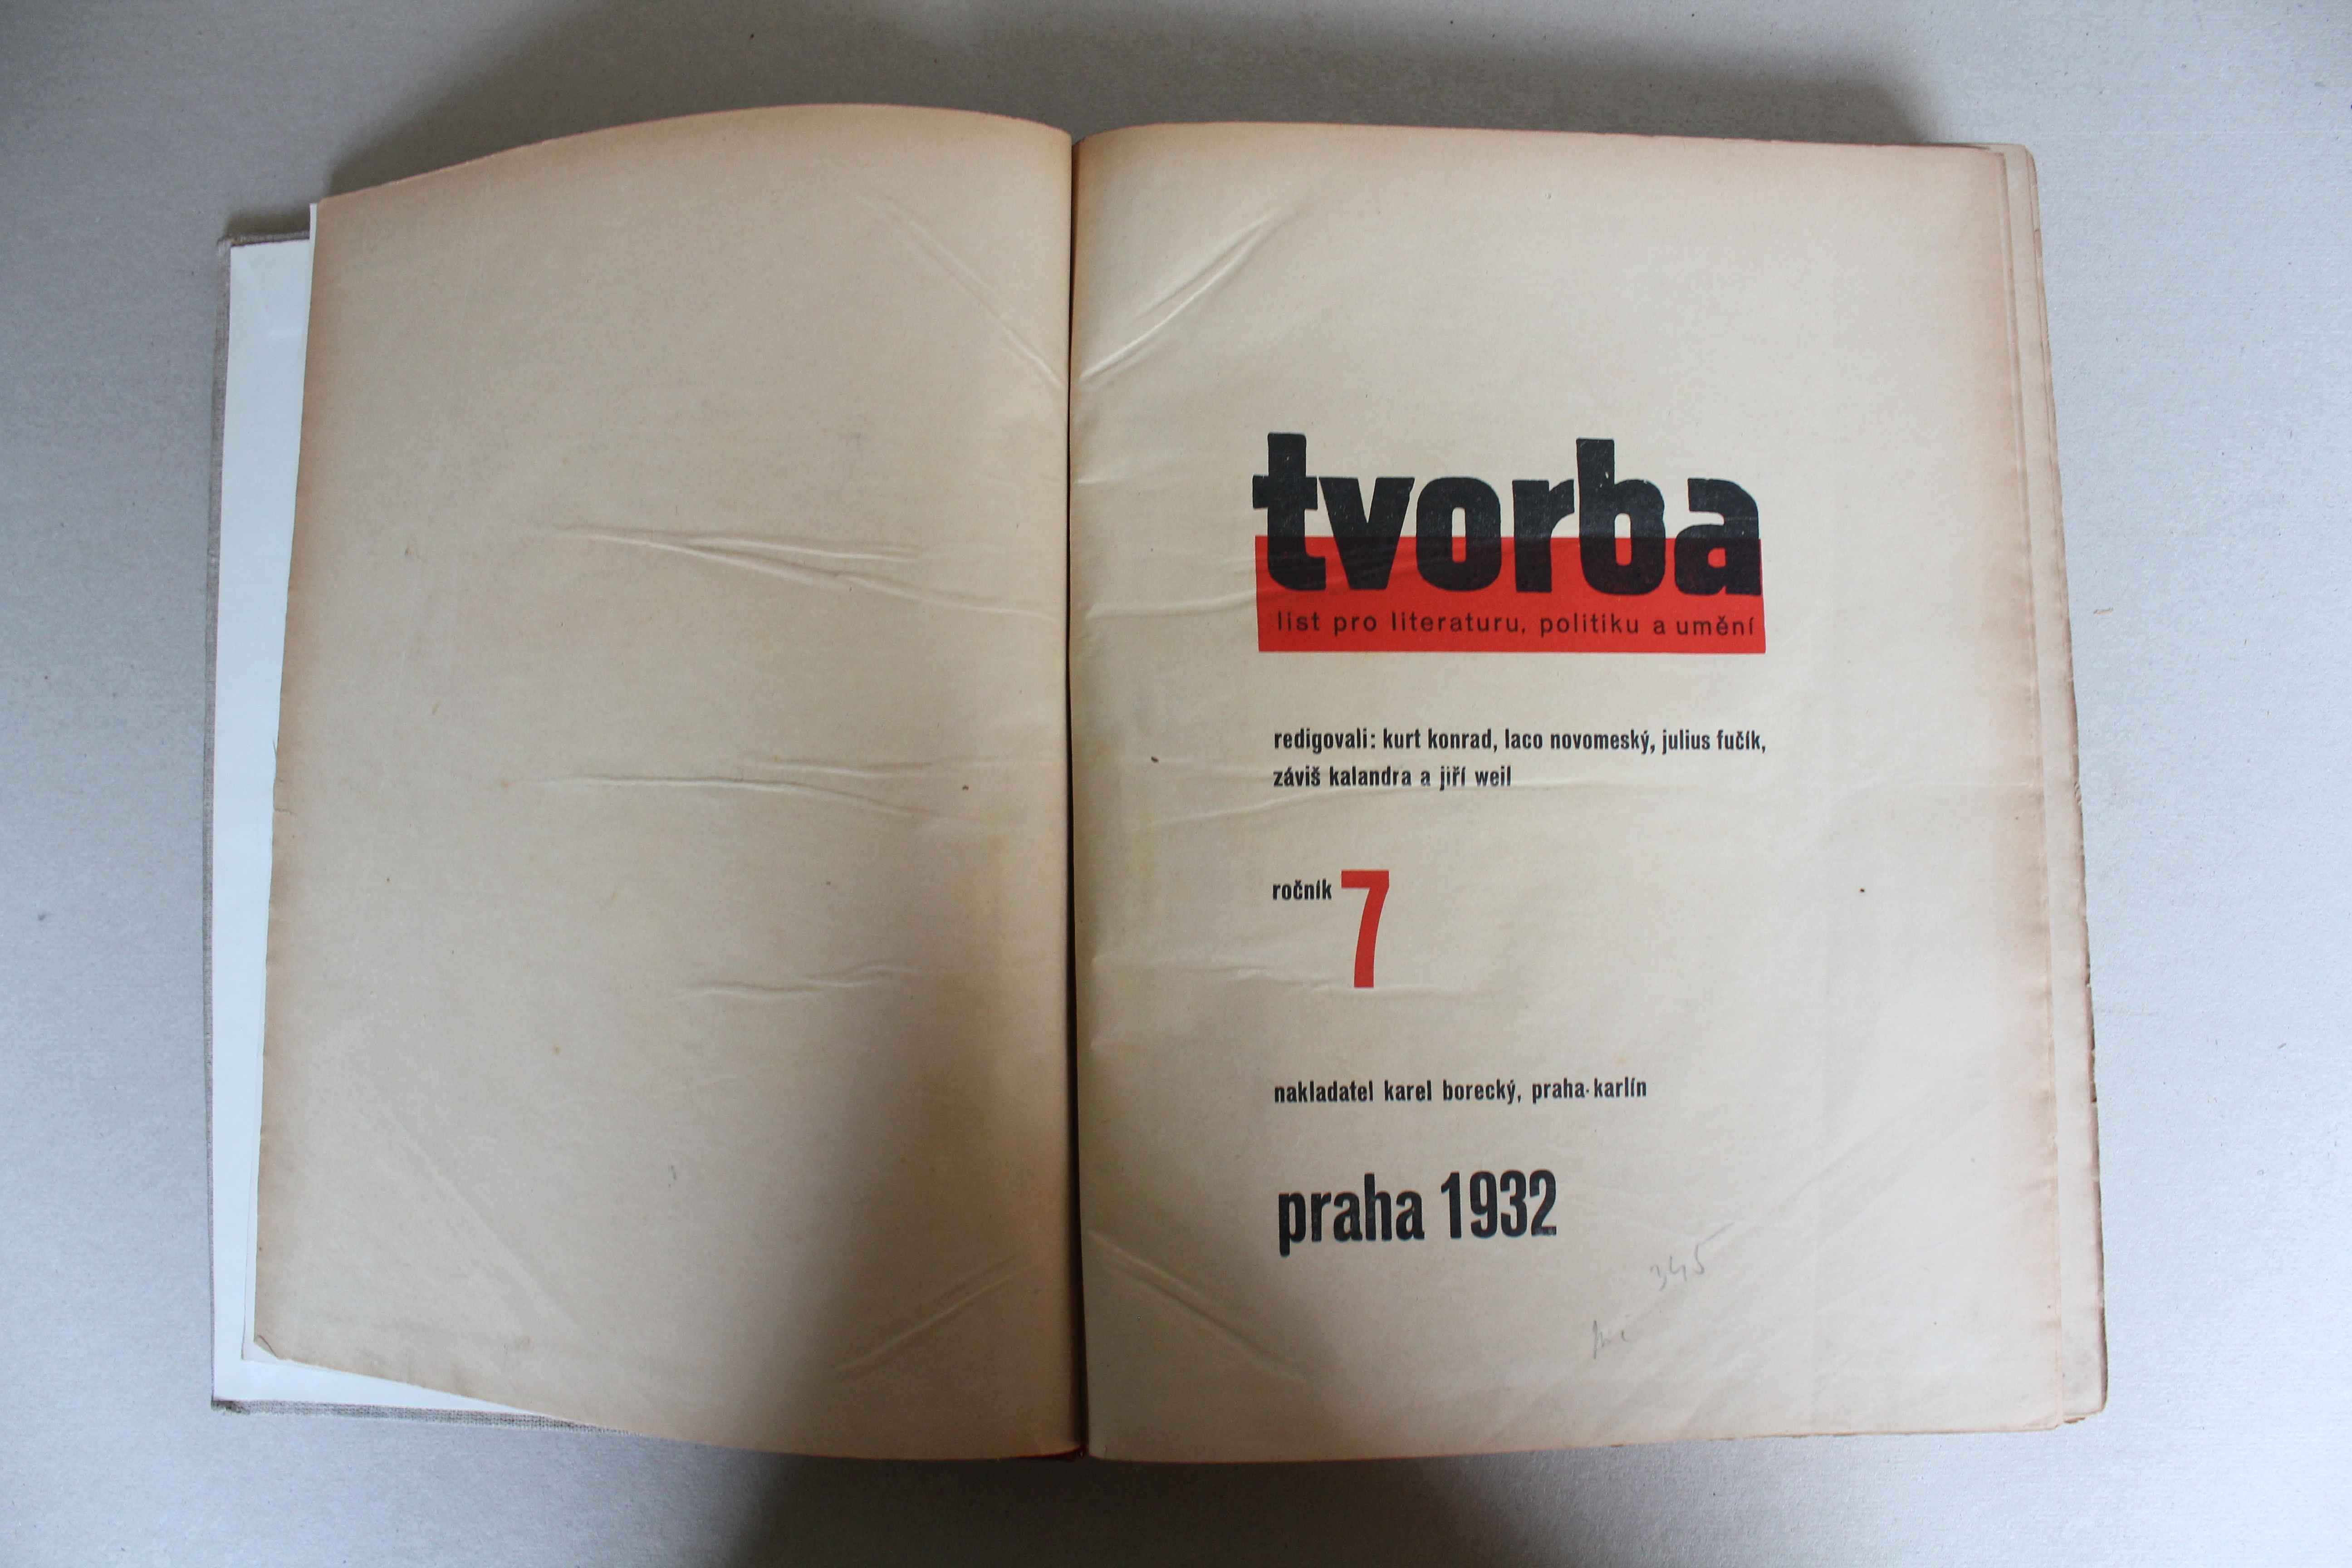 tvorba
list pro literaturu, politiku a umění
redigovali: kurt konrad, laco novomeský, julius fučík,
záviš kalandra a jiří weil
ročník 7
nakladatel karel borecký, praha-karlín
praha 1932
345